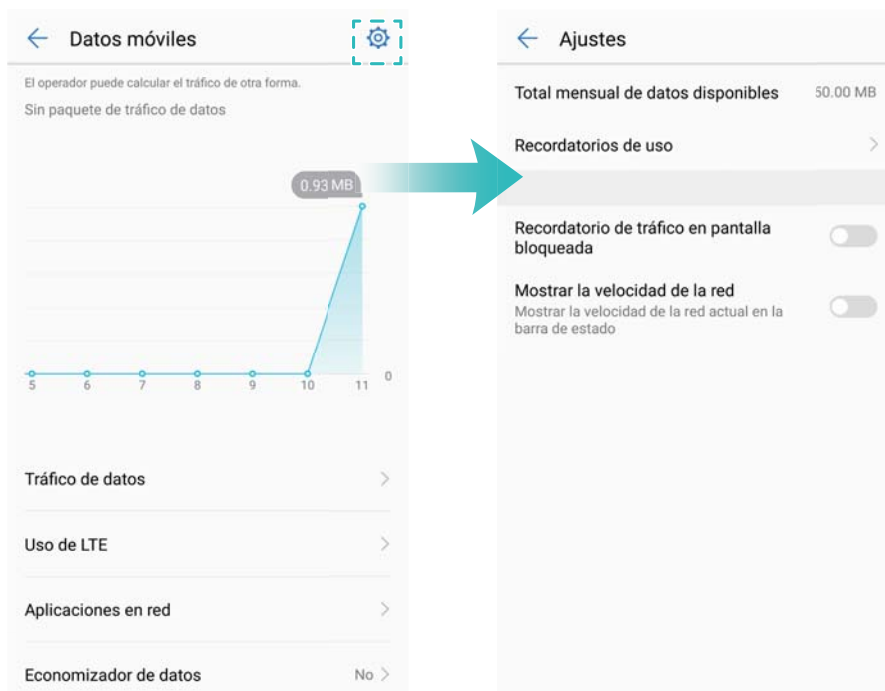 Datos móviles
El operador puede calcular el tráfico de otra forma.
Sin paquete de tráfico de datos
0.93 MB
0
5 6 7 8 9 10 11
Tráfico de datos
Uso de LTE
Aplicaciones en red
Economizador de datos No
Ajustes
Total mensual de datos disponibles 50.00 MB
Recordatorios de uso
Recordatorio de tráfico en pantalla
bloqueada
Mostrar la velocidad de la red
Mostrar la velocidad de la red actual en la
barra de estado